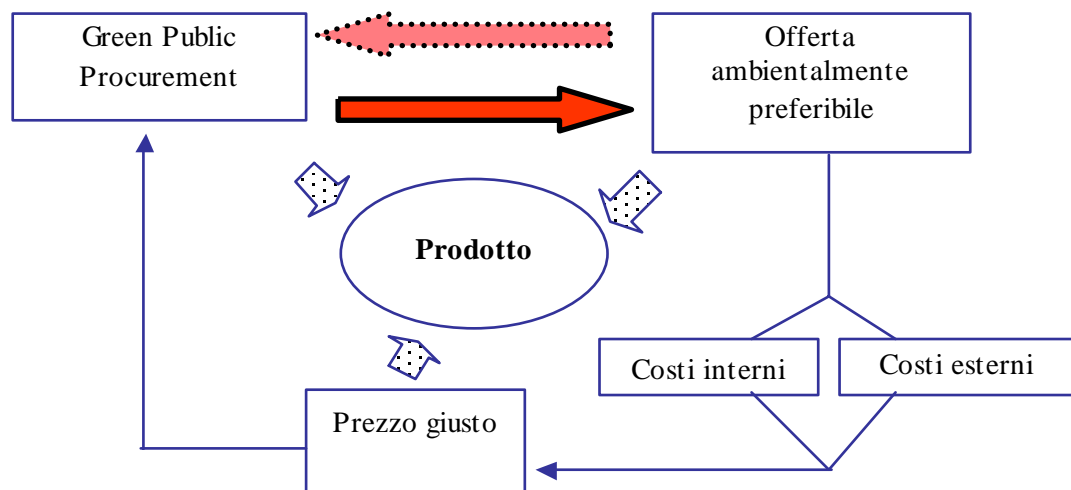 Green Public
Procurement
Offerta
ambientalmente
preferibile
Prodotto
Costi interni
Costi esterni
Prezzo giusto